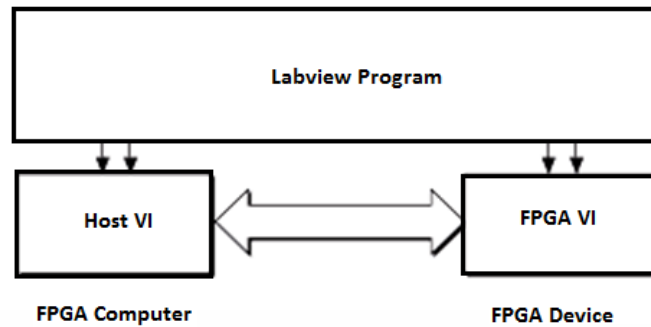 Labview Program
Host VI
FPGA VI
FPGA Computer
FPGA Device